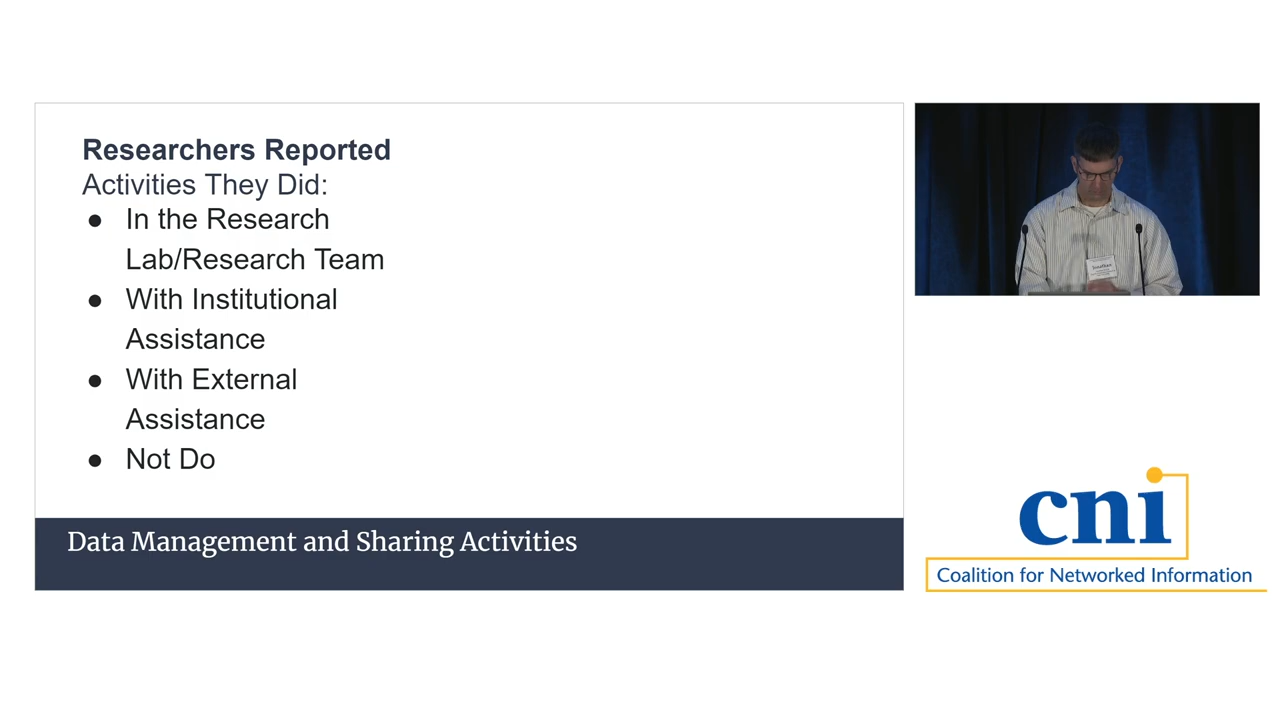 Researchers Reported
Activities They Did:
● In the Research
Lab/Research Team
● With Institutional
Assistance
● With External
Assistance
● Not Do
Data Management and Sharing Activities
Jonathan
cni
Coalition for Networked Information